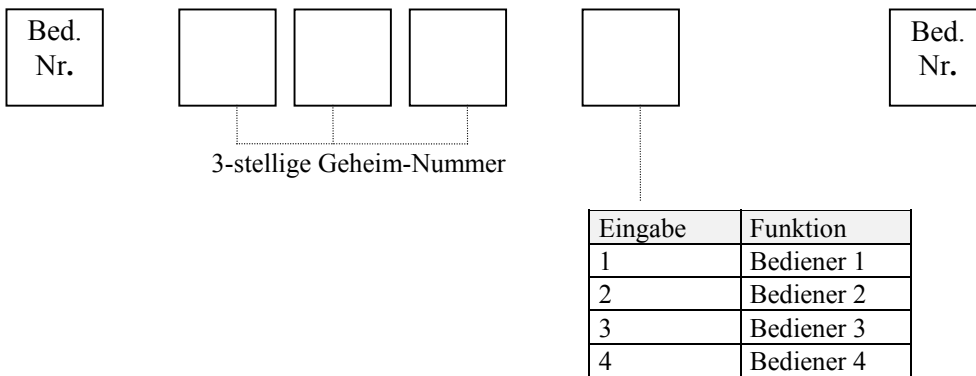 Bed.
Nr.
Bed.
Nr.
3-stellige Geheim-Nummer
Eingabe Funktion
1 Bediener 1
2 Bediener 2
3 Bediener 3
4 Bediener 4